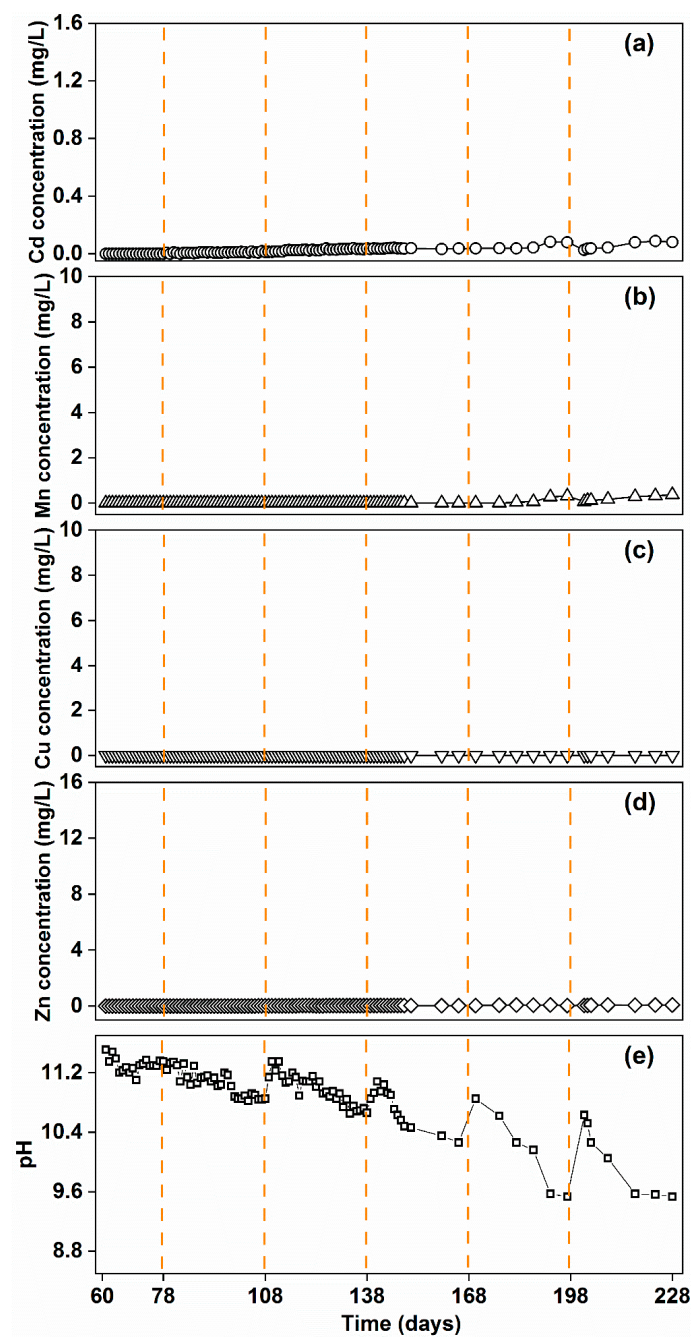 (a)
Cd concentration (mg/L)
1.6
1.2
0.8
0.4
0.0
(b)
Mn concentration (mg/L)
10
8
6
4
2
0
(c)
Cu concentration (mg/L)
10
8
6
4
2
0
(d)
Zn concentration (mg/L)
16
12
8
4
0
(e)
pH
11.2
10.4
9.6
8.8
60 78 108 138 168 198 228
Time (days)